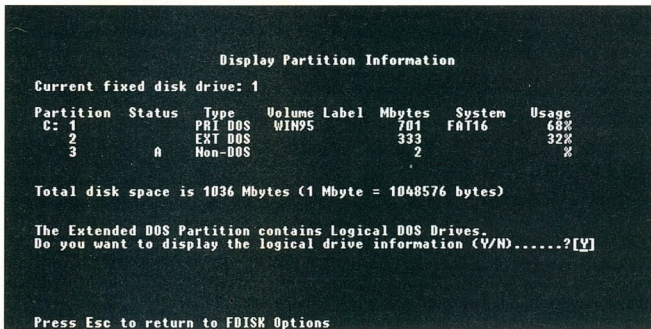 Display Partition Information
Current fixed disk drive: 1
Partition Status Type Volume Label Mbytes System Usage
C: 1 PRI DOS WIN95 701 FAT16 68%
2 EXT DOS 333 32%
3 A Non-DOS 2 %
Total disk space is 1036 Mbytes (1 Mbyte = 1048576 bytes)
The Extended DOS Partition contains Logical DOS Drives.
Do you want to display the logical drive information (Y/N)......?[Y]
Press Esc to return to FDISK Options